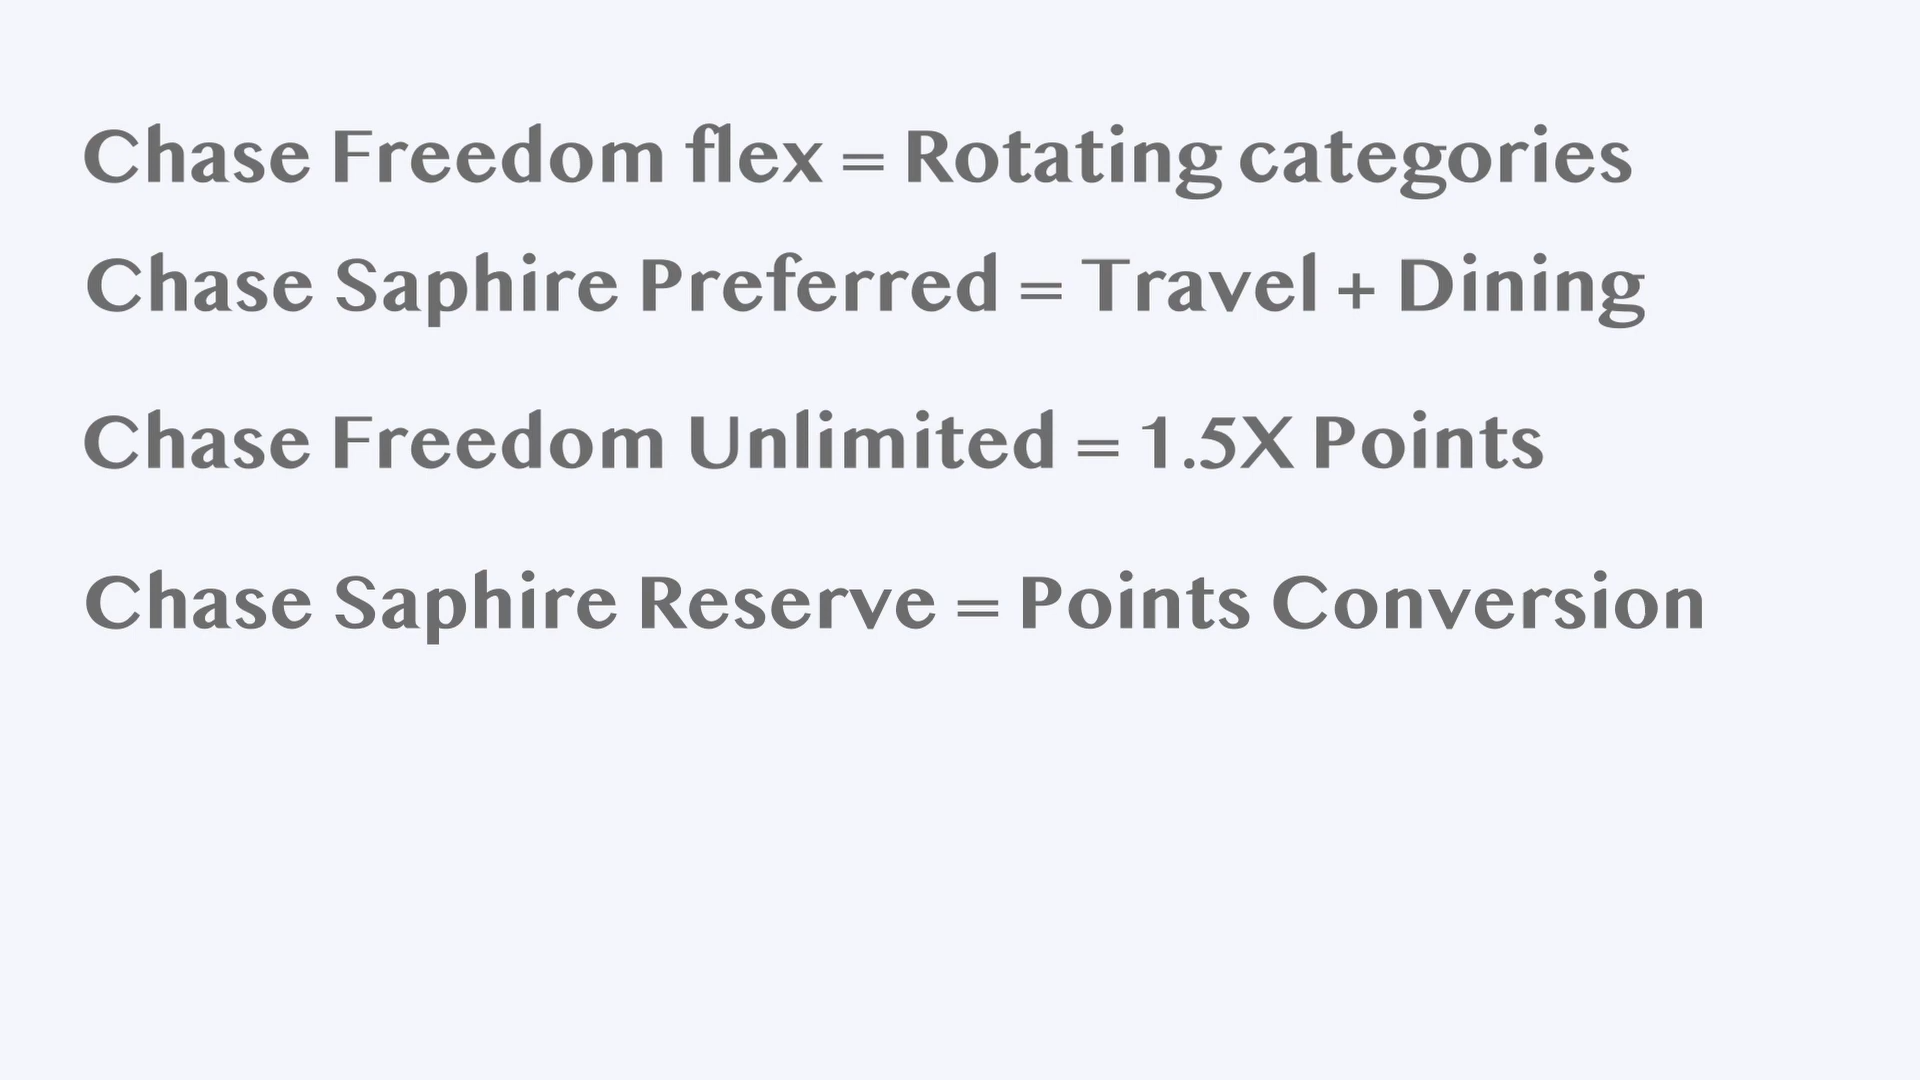 Chase Freedom flex = Rotating categories
Chase Saphire Preferred = Travel + Dining
Chase Freedom Unlimited = 1.5X Points
Chase Saphire Reserve = Points Conversion